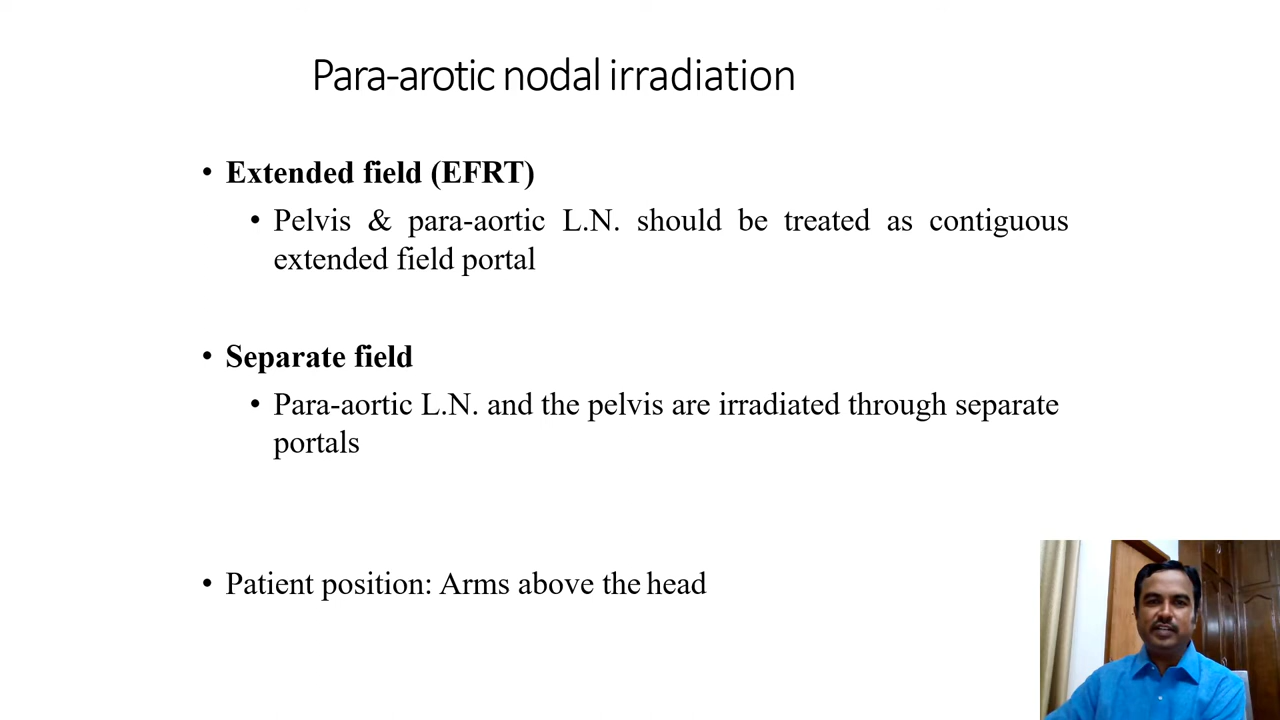 Para-arotic nodal irradiation
• Extended field (EFRT)
• Pelvis & para-aortic L.N. should be treated as contiguous
extended field portal
• Separate field
• Para-aortic L.N. and the pelvis are irradiated through separate
portals
• Patient position: Arms above the head